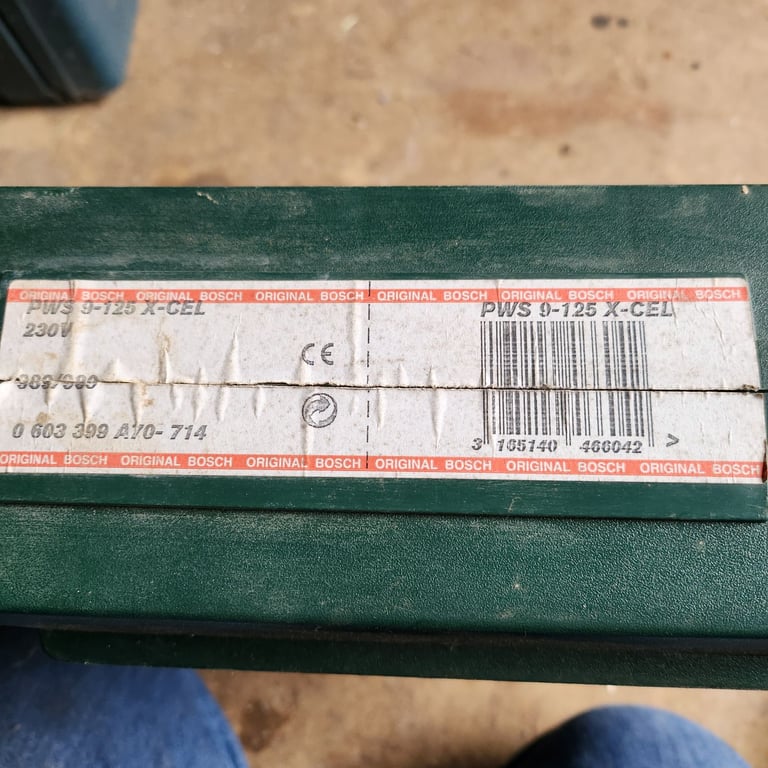 ORIGINAL BOSCH ORIGINAL BOSCH ORIGINAL BOSCH ORIGINAL BOSCH ORIGINAL BOSCH ORIGINAL BOSCH
PWS 9-125 X-CEL
230V
CE
989/999
0 603 399 A70- 714
PWS 9-125 X-CEL
3 165140 466042 >
ORIGINAL BOSCH ORIGINAL BOSCH ORIGINAL BOSCH ORIGINAL BOSCH ORIGINAL BOSCH ORIGINAL BOSCH